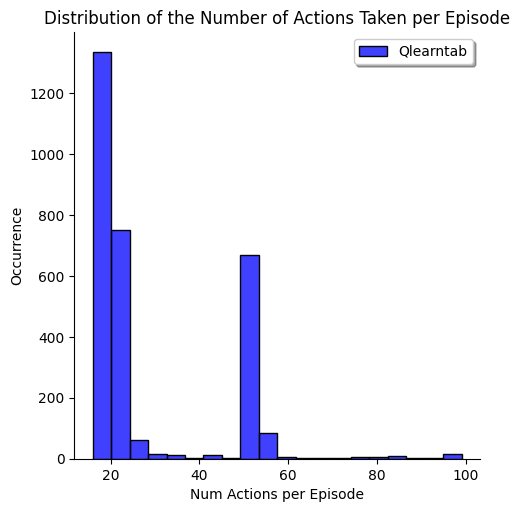 Distribution of the Number of Actions Taken per Episode
Qlearntab
1200
1000
800
600
400
200
0
Occurrence
20 40 60 80 100
Num Actions per Episode